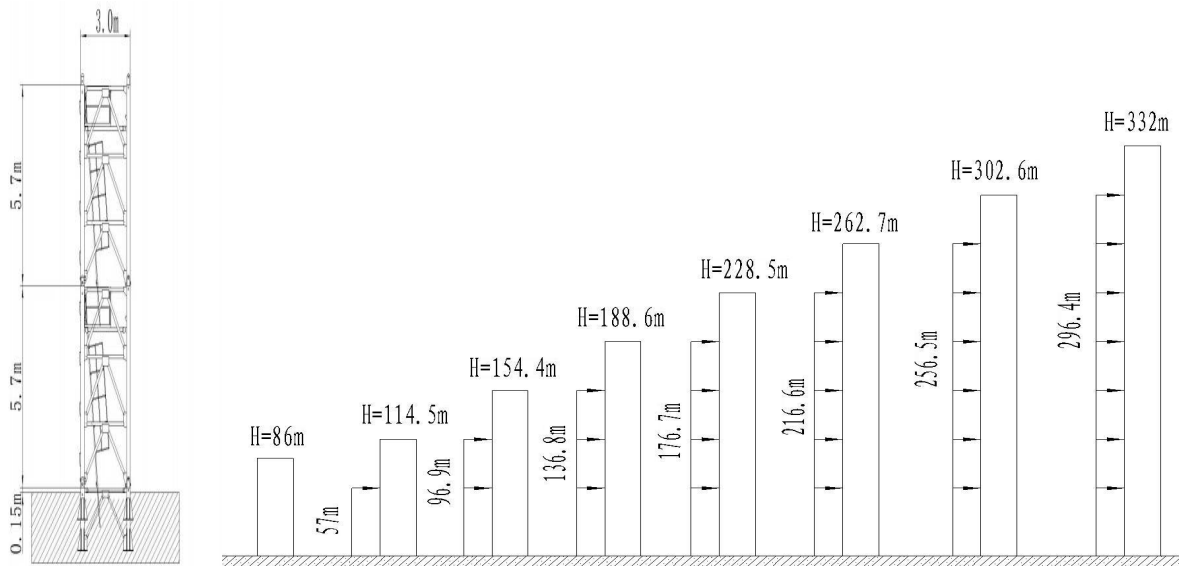 3.0m
5.7m
5.7m
0.15m
H=86m
H=114.5m
57m
H=154.4m
96.9m
H=188.6m
136.8m
H=228.5m
176.7m
H=262.7m
216.6m
H=302.6m
256.5m
H=332m
296.4m